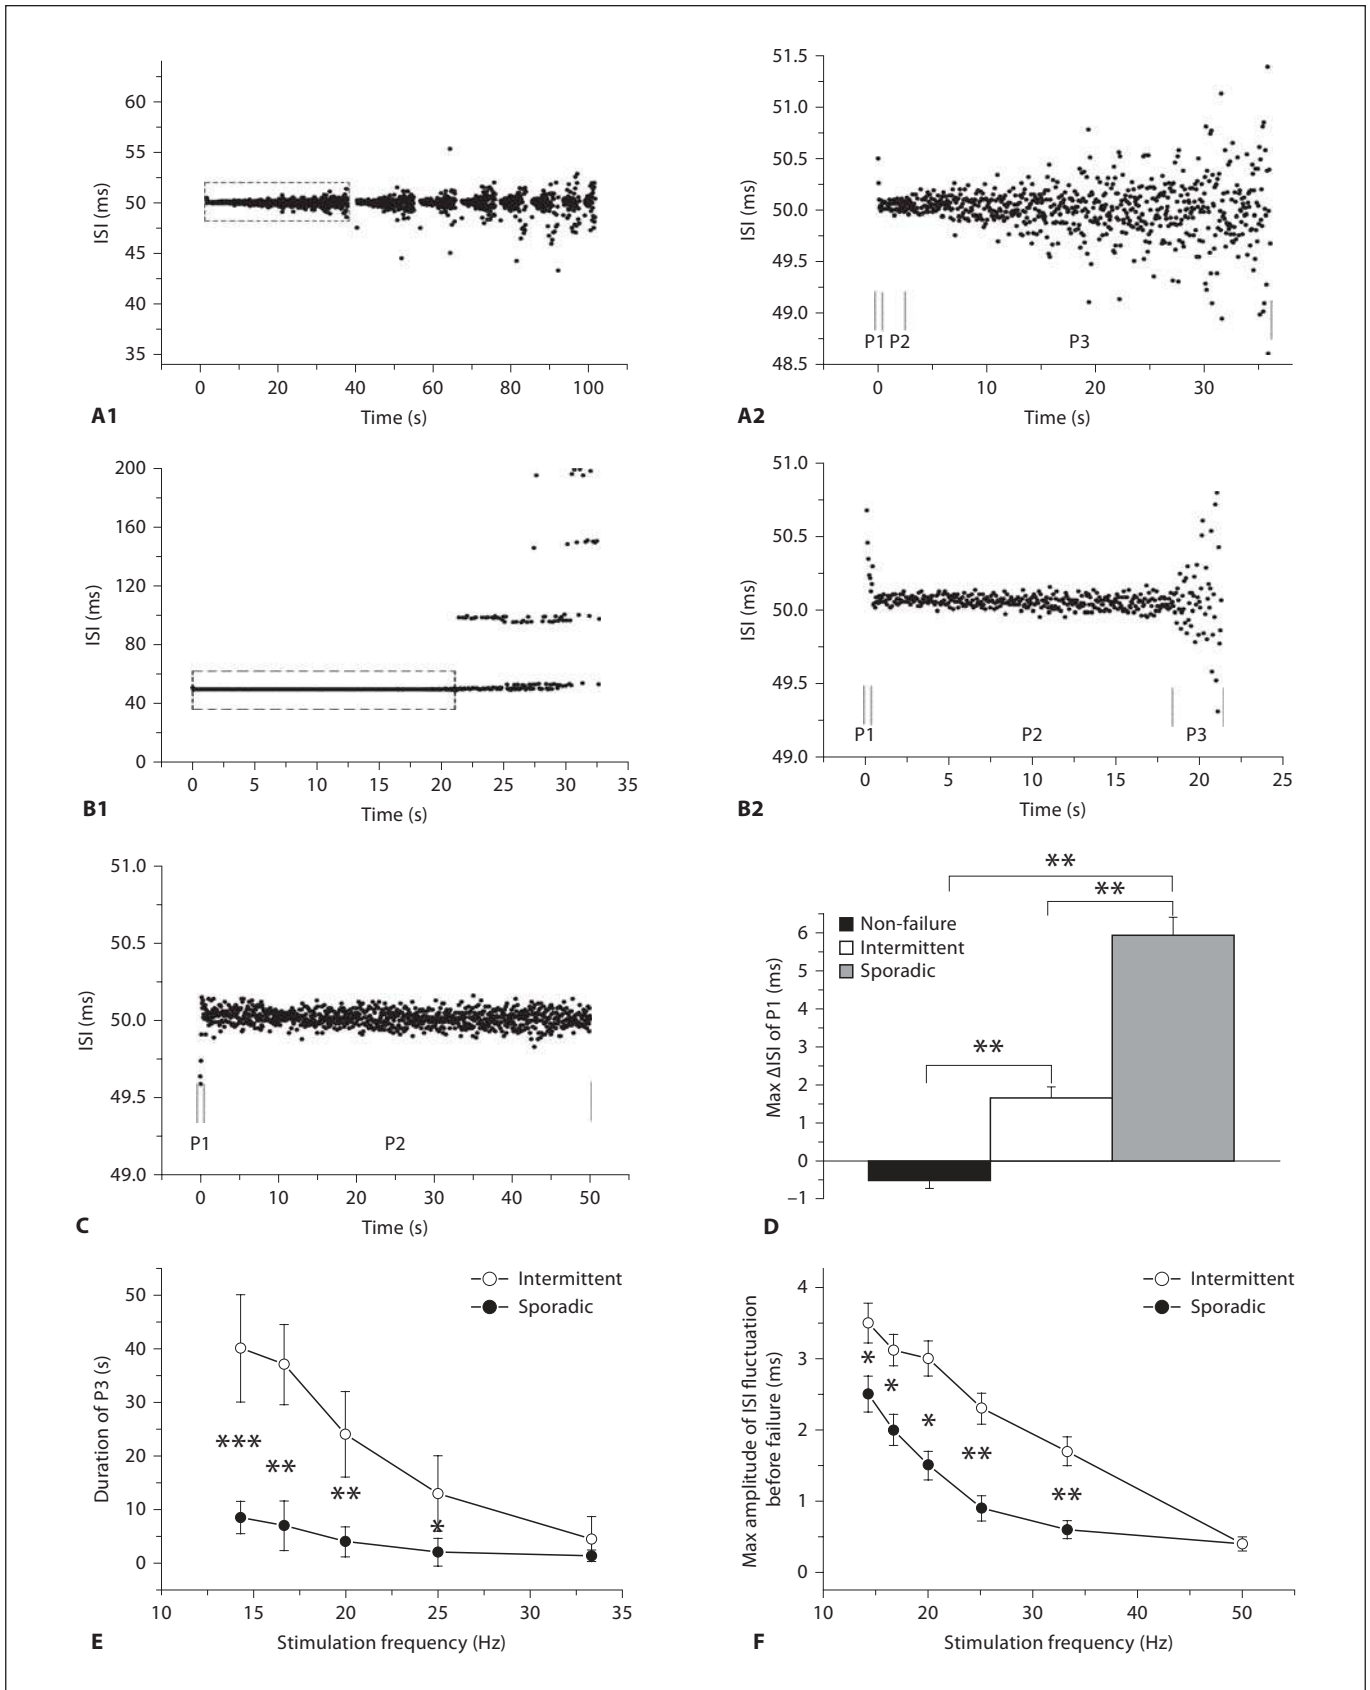 60
55
50
45
40
35
ISI (ms)
0 20 40 60 80 100
Time (s)
A1
51.5
51.0
50.5
50.0
49.5
49.0
48.5
ISI (ms)
P1 P2 P3
0 10 20 30
Time (s)
A2
200
160
120
80
40
0
ISI (ms)
0 5 10 15 20 25 30 35
Time (s)
B1
51.0
50.5
50.0
49.5
49.0
ISI (ms)
P1 P2 P3
0 5 10 15 20 25
Time (s)
B2
51.0
50.5
50.0
49.5
49.0
ISI (ms)
P1 P2
0 10 20 30 40 50
Time (s)
C
**
**
**
Non-failure
Intermittent
Sporadic
6
5
4
3
2
1
0
–1
Max ΔISI of P1 (ms)
D
Intermittent
Sporadic
50
40
30
20
10
0
Duration of P3 (s)
***
**
**
*
10 15 20 25 30 35
Stimulation frequency (Hz)
E
Intermittent
Sporadic
4
3
2
1
0
Max amplitude of ISI fluctuation
before failure (ms)
*
*
*
**
**
10 20 30 40 50
Stimulation frequency (Hz)
F